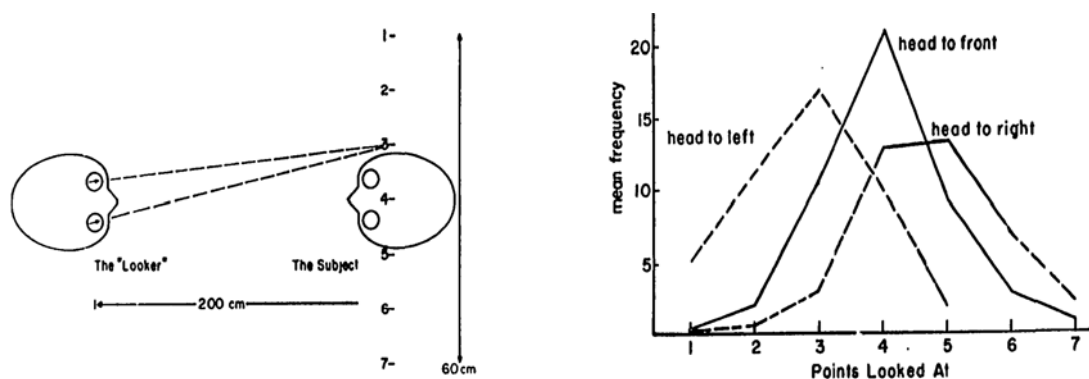 1-
2-
3-
4-
5-
6-
7-
The "Looker"
The Subject
200 cm
60cm
mean frequency
20
15
10
5
head to front
head to left
head to right
1 2 3 4 5 6 7
Points Looked At